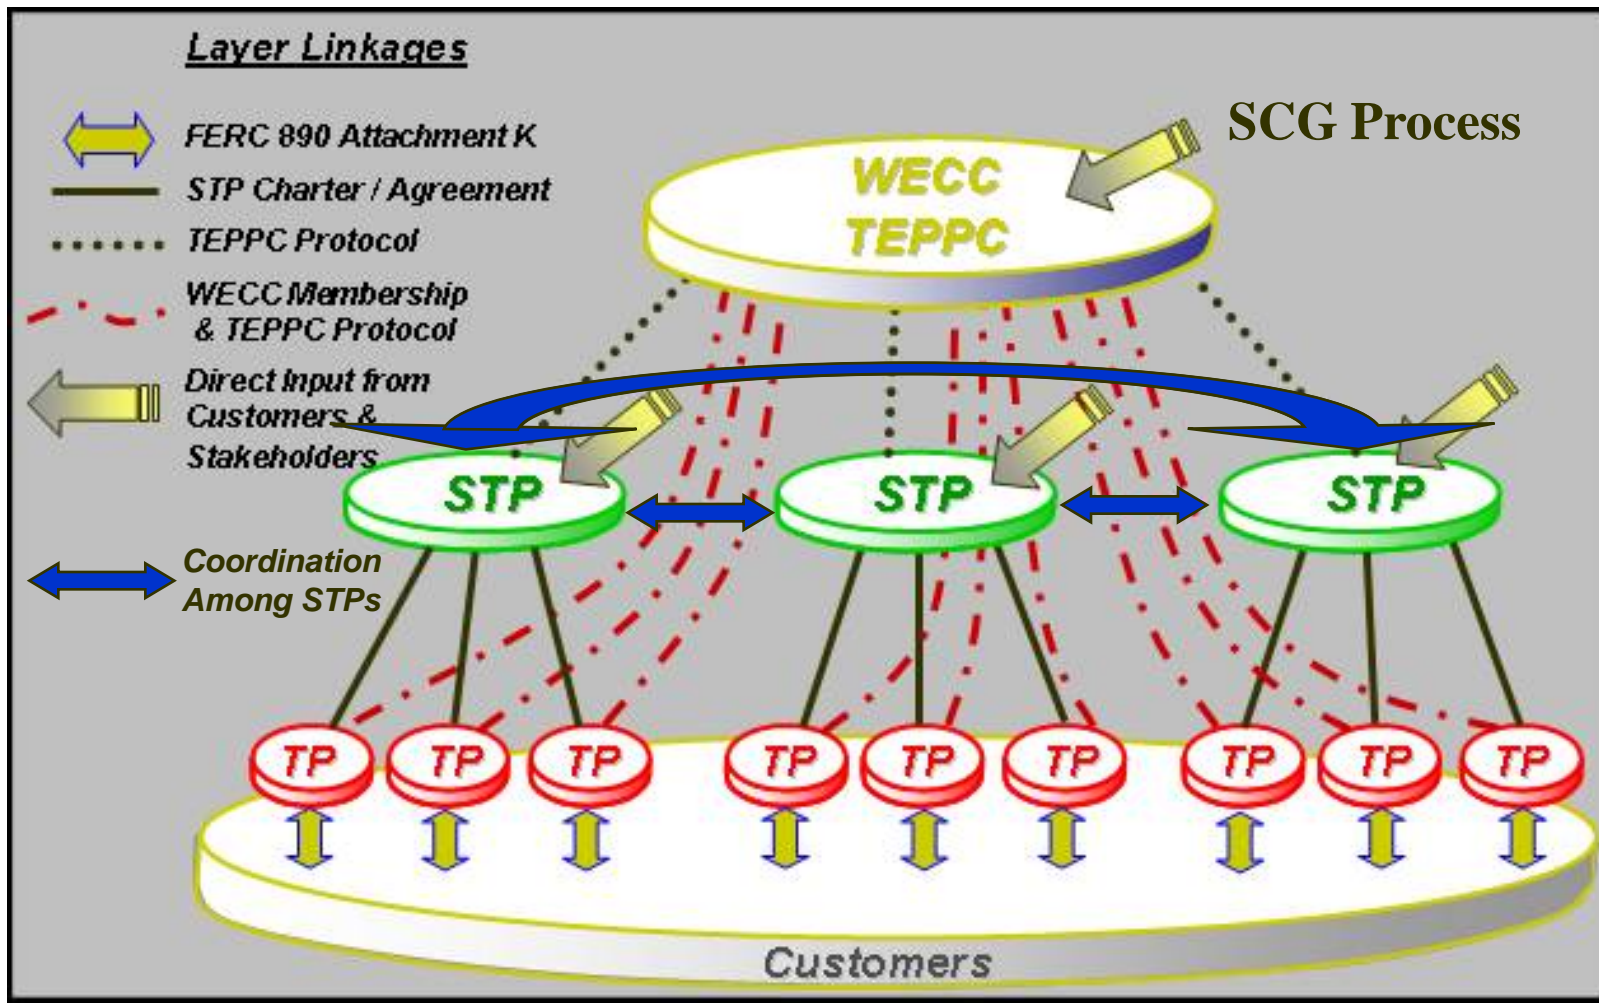 Layer Linkages
FERC 890 Attachment K
STP Charter / Agreement
TEPPC Protocol
WECC Membership
& TEPPC Protocol
Direct Input from
Customers &
Stakeholders
Coordination
Among STPs
SCG Process
WECC
TEPPC
STP
STP
STP
TP
TP
TP
TP
TP
TP
TP
TP
TP
Customers